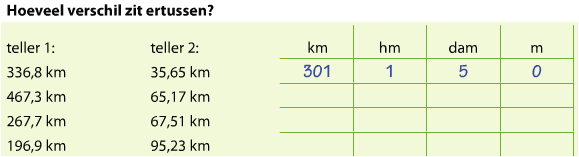 Hoeveel verschil zit ertussen?
teller 1: teller 2: km hm dam m
336,8 km 35,65 km 301 1 5 0
467,3 km 65,17 km
267,7 km 67,51 km
196,9 km 95,23 km